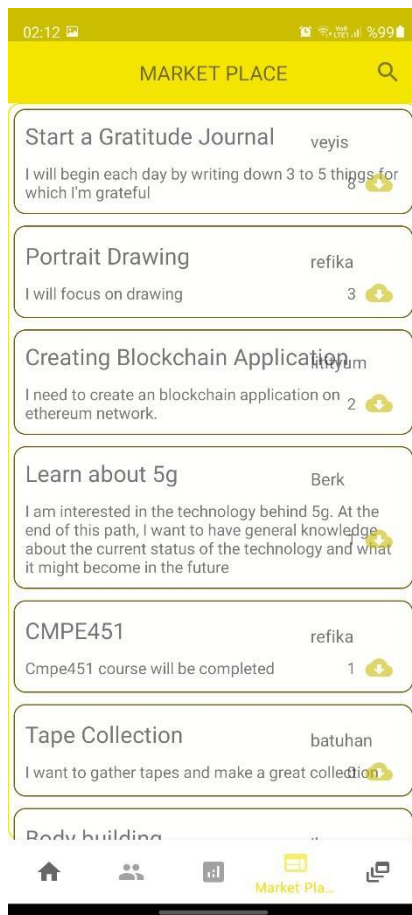 02:12
%99
MARKET PLACE
Start a Gratitude Journal
veyis
I will begin each day by writing down 3 to 5 things for
which I'm grateful
8
Portrait Drawing
refika
I will focus on drawing
3
Creating Blockchain Application
I need to create an blockchain application on
ethereum network.
2
Learn about 5g
Berk
I am interested in the technology behind 5g. At the
end of this path, I want to have general knowledge
about the current status of the technology and what
it might become in the future
1
CMPE451
refika
Cmpe451 course will be completed
1
Tape Collection
batuhan
I want to gather tapes and make a great collection
0
Body building
Market Pla...